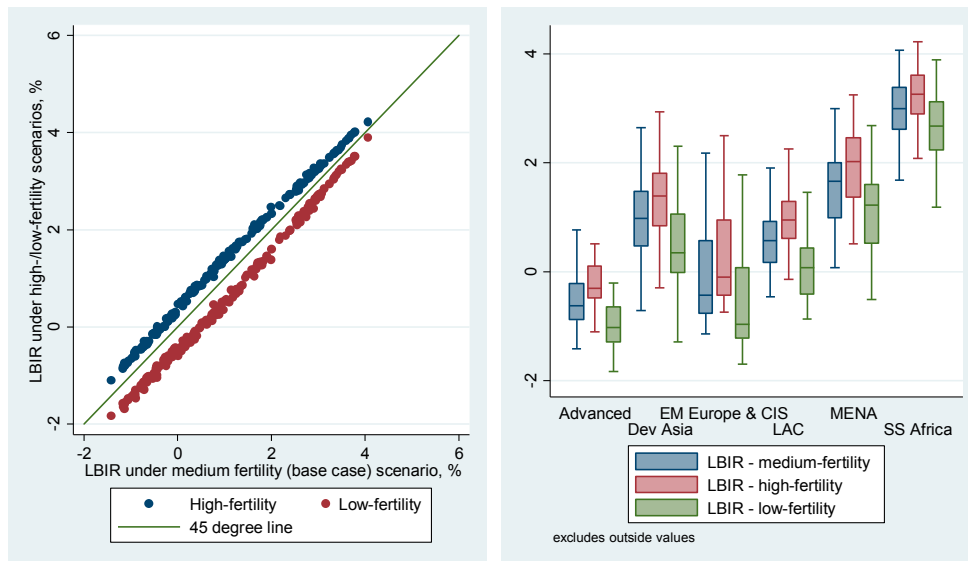 LBIR under high-/low-fertility scenarios, %
6
4
2
0
-2
-2 0 2 4 6
LBIR under medium fertility (base case) scenario, %
High-fertility Low-fertility
45 degree line
4
2
0
-2
Advanced EM Europe & CIS MENA
Dev Asia LAC SS Africa
LBIR - medium-fertility
LBIR - high-fertility
LBIR - low-fertility
excludes outside values